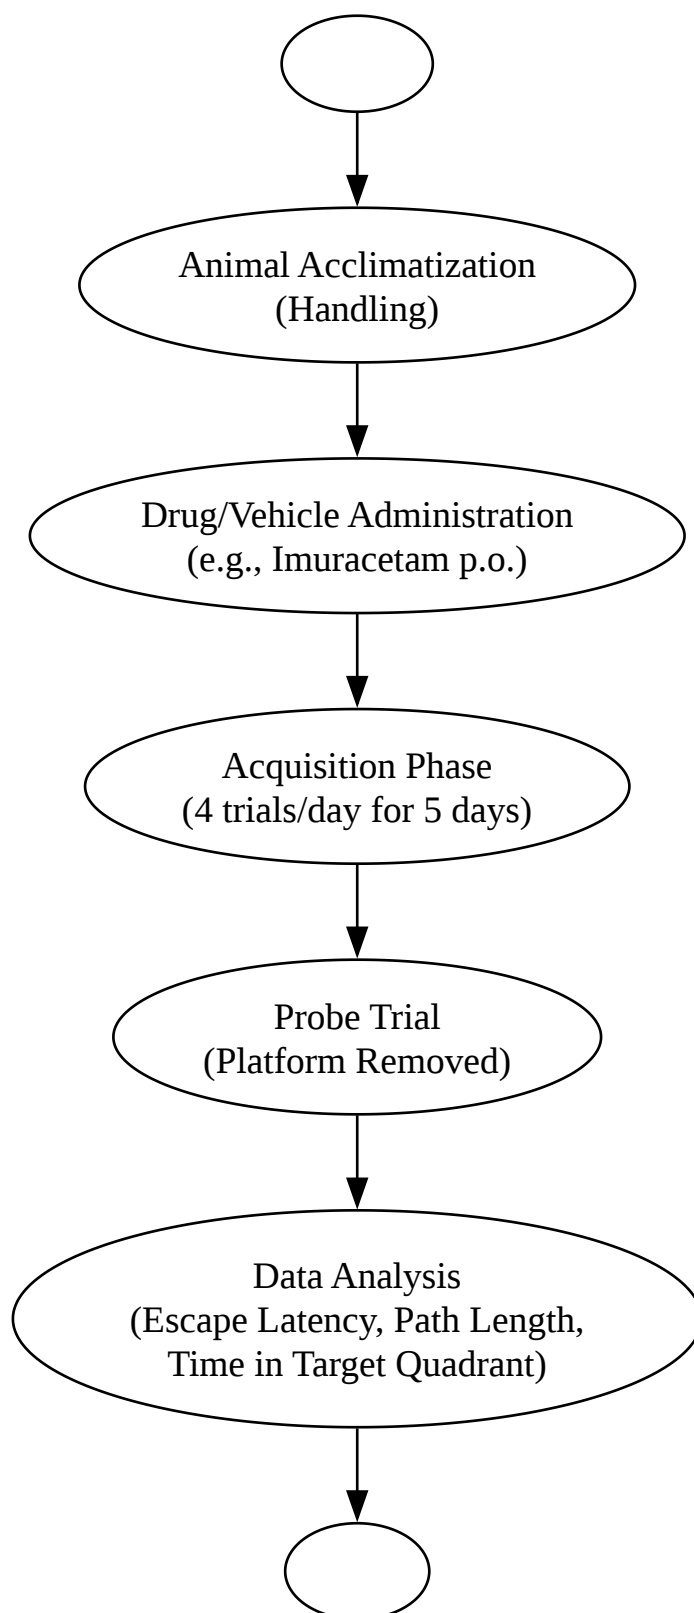 Animal Acclimatization
(Handling)
Drug/Vehicle Administration
(e.g., Imuracetam p.o.)
Acquisition Phase
(4 trials/day for 5 days)
Probe Trial
(Platform Removed)
Data Analysis
(Escape Latency, Path Length,
Time in Target Quadrant)